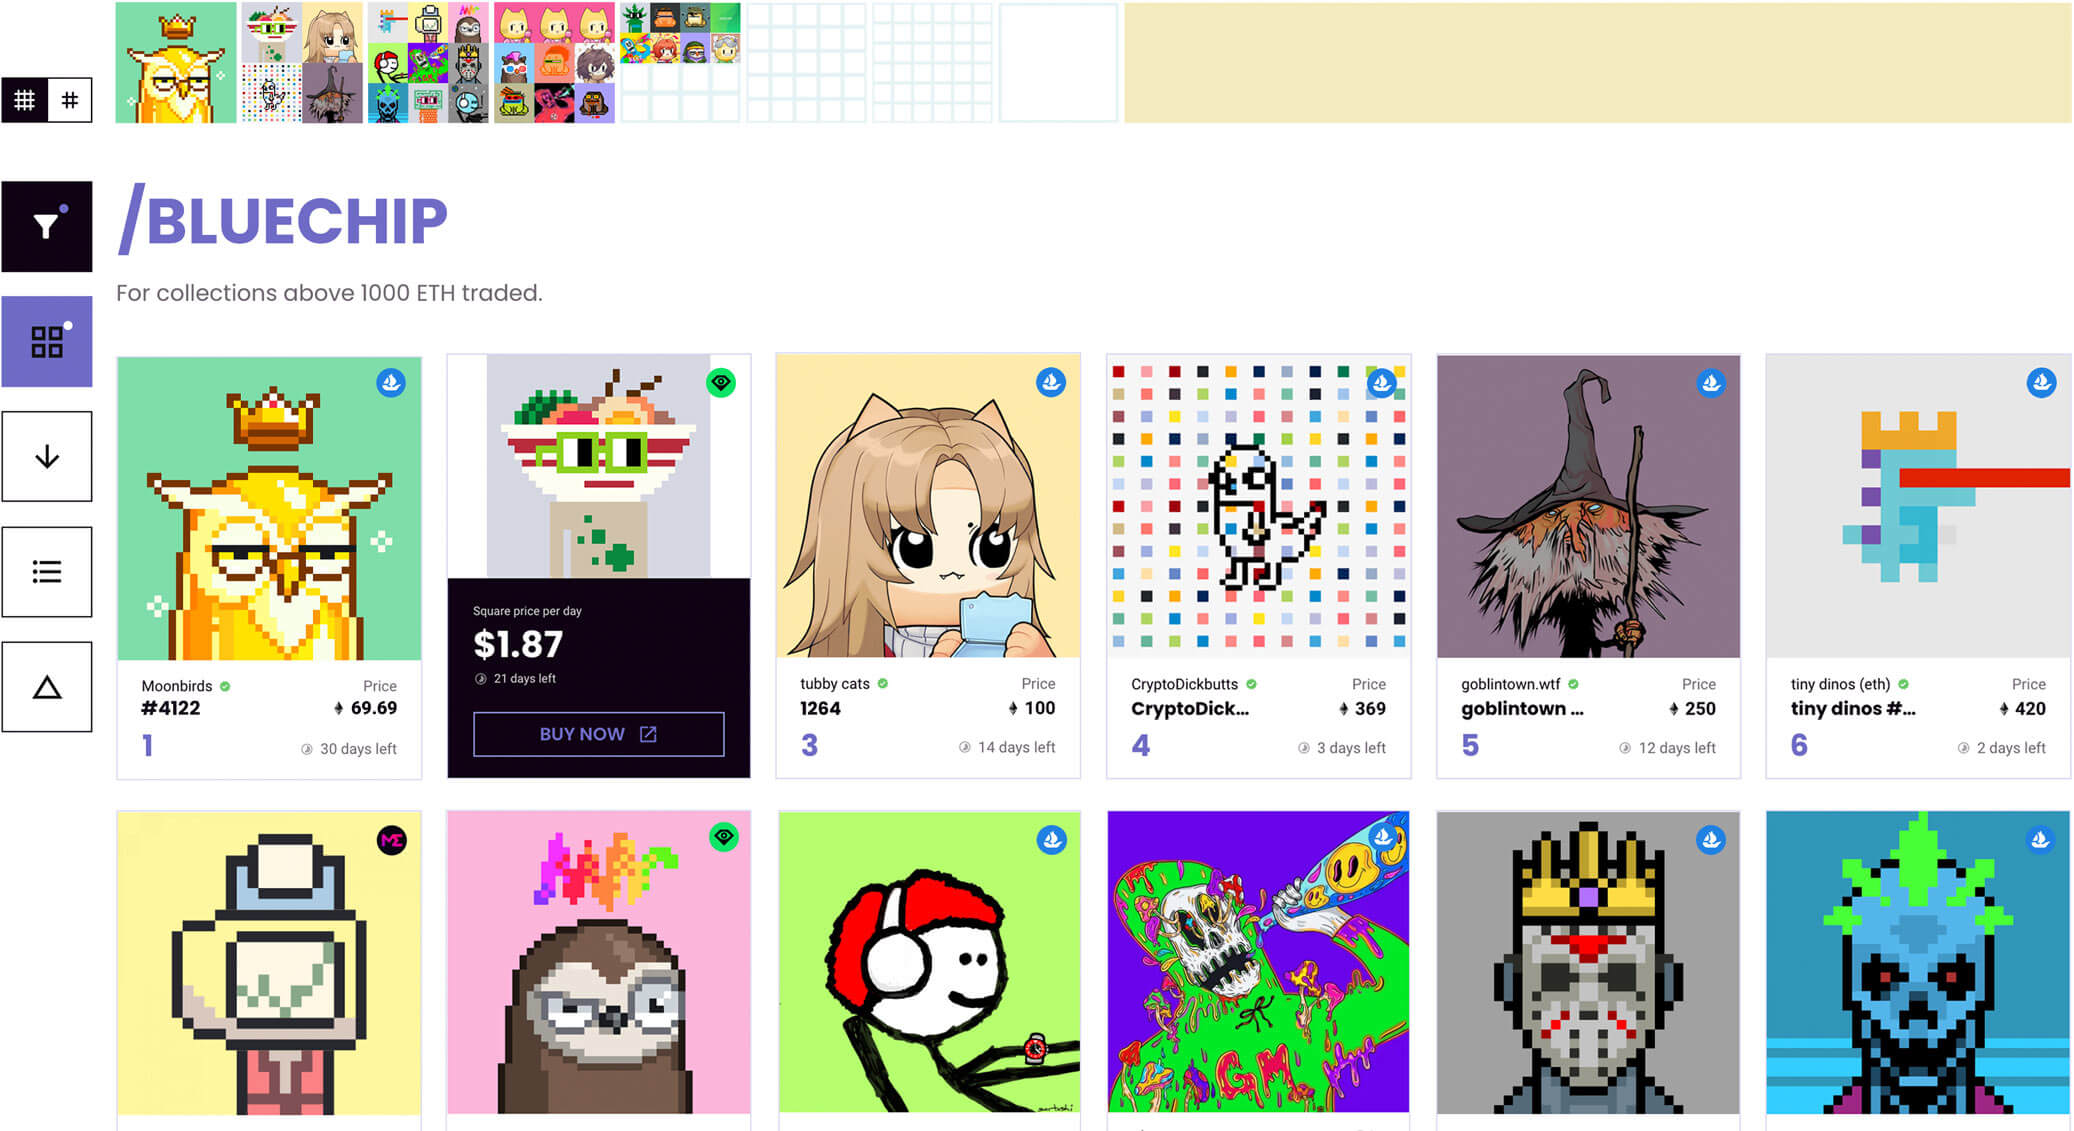 /BLUECHIP
For collections above 1000 ETH traded.
Moonbirds
Price
#4122
69.69
1
30 days left
Square price per day
$1.87
21 days left
BUY NOW
tubby cats
Price
1264
100
3
14 days left
CryptoDickbutts
Price
CryptoDick...
369
4
3 days left
goblintown.wtf
Price
goblintown ...
250
5
12 days left
tiny dinos (eth)
Price
tiny dinos #...
420
6
2 days left
ME
GM